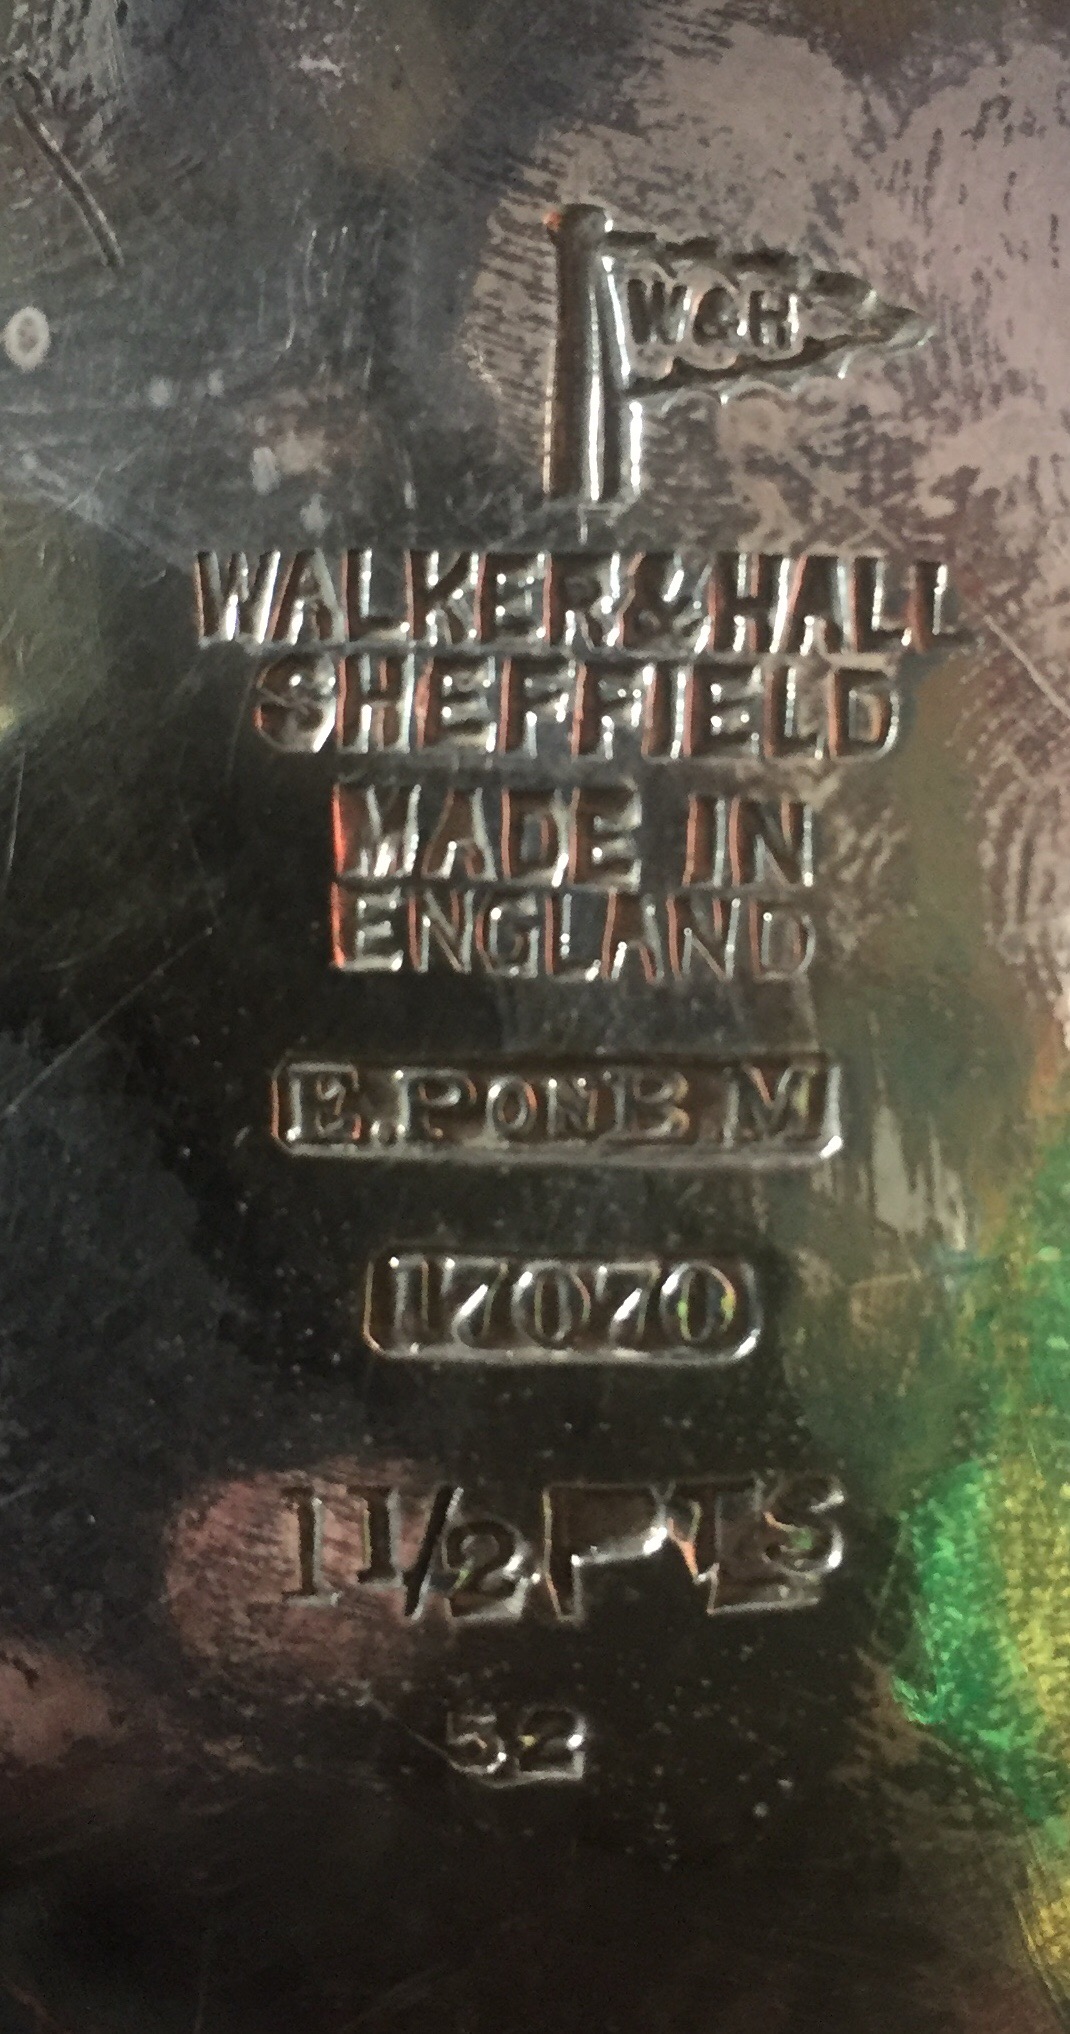 W&H
WALKER&HALL
SHEFFIELD
MADE IN
ENGLAND
E.P ON B.M
17070
1 1/2 PTS
52